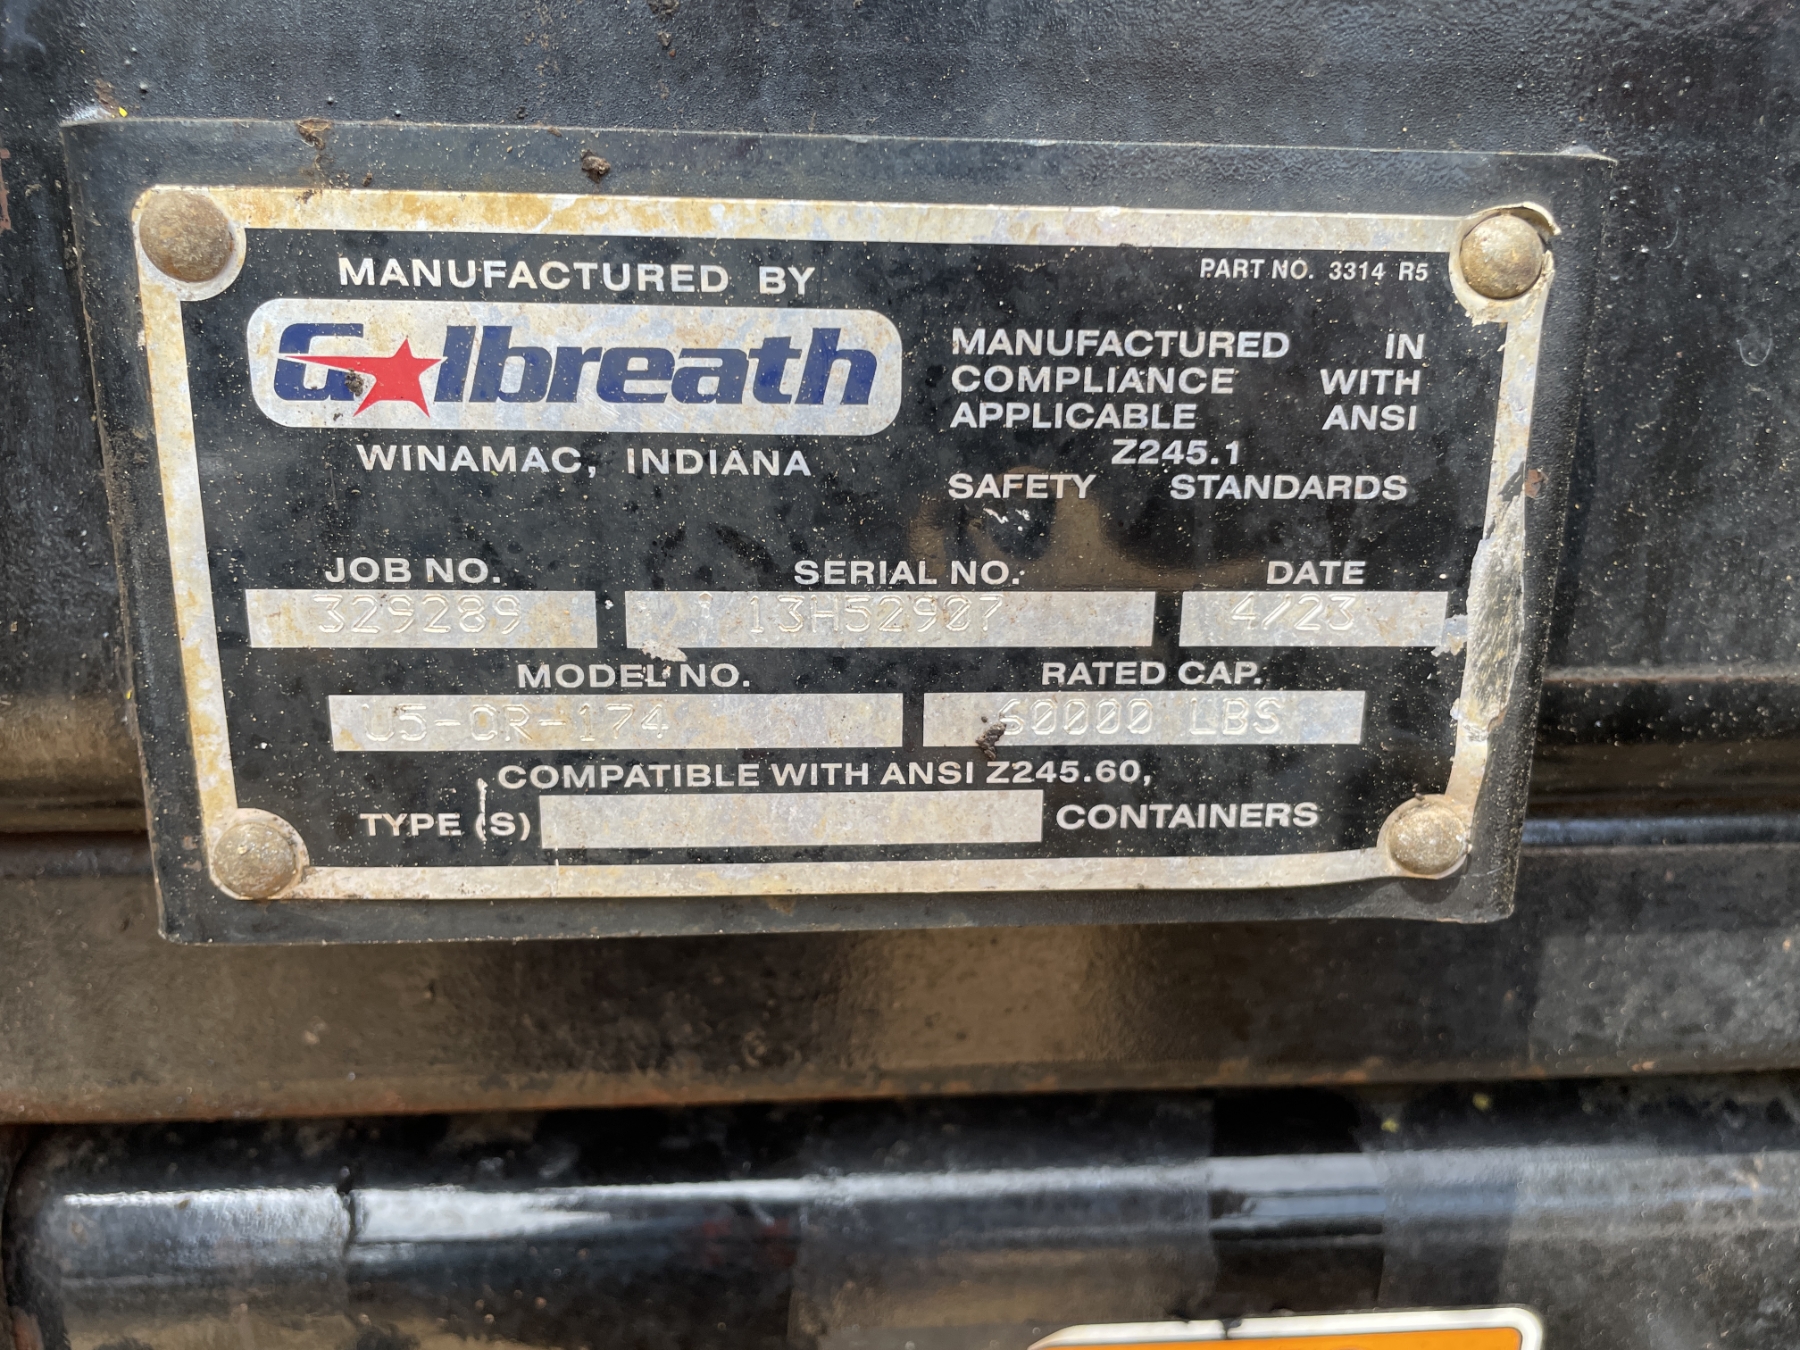 MANUFACTURED BY
PART NO. 3314 R5
Galbreath
WINAMAC, INDIANA
MANUFACTURED IN
COMPLIANCE WITH
APPLICABLE ANSI
Z245.1
SAFETY STANDARDS
JOB NO. SERIAL NO. DATE
329289 13H52907 4/23
MODEL NO. RATED CAP.
U5-OR-174 60000 LBS
COMPATIBLE WITH ANSI Z245.60,
TYPE (S) CONTAINERS